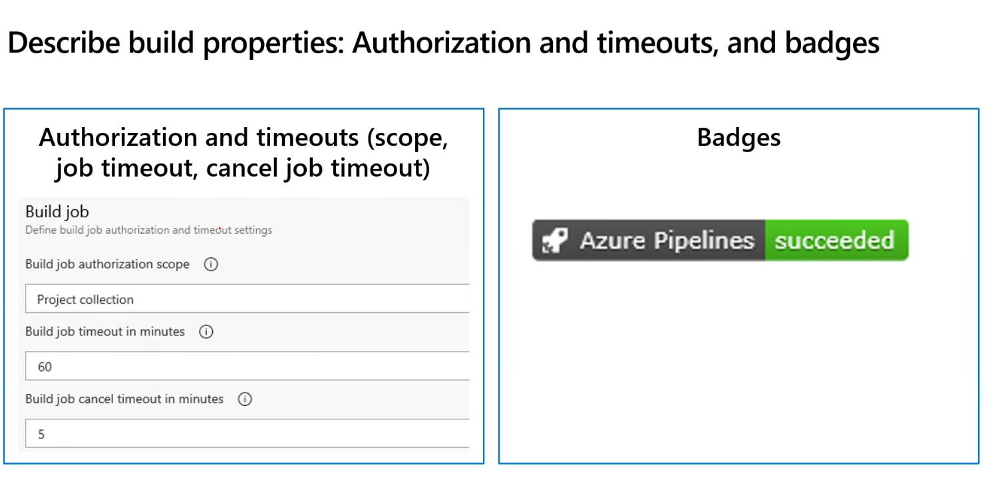 Describe build properties: Authorization and timeouts, and badges
Authorization and timeouts (scope,
job timeout, cancel job timeout)
Build job
Define build job authorization and timeout settings
Build job authorization scope
Project collection
Build job timeout in minutes
60
Build job cancel timeout in minutes
5
Badges
Azure Pipelines succeeded